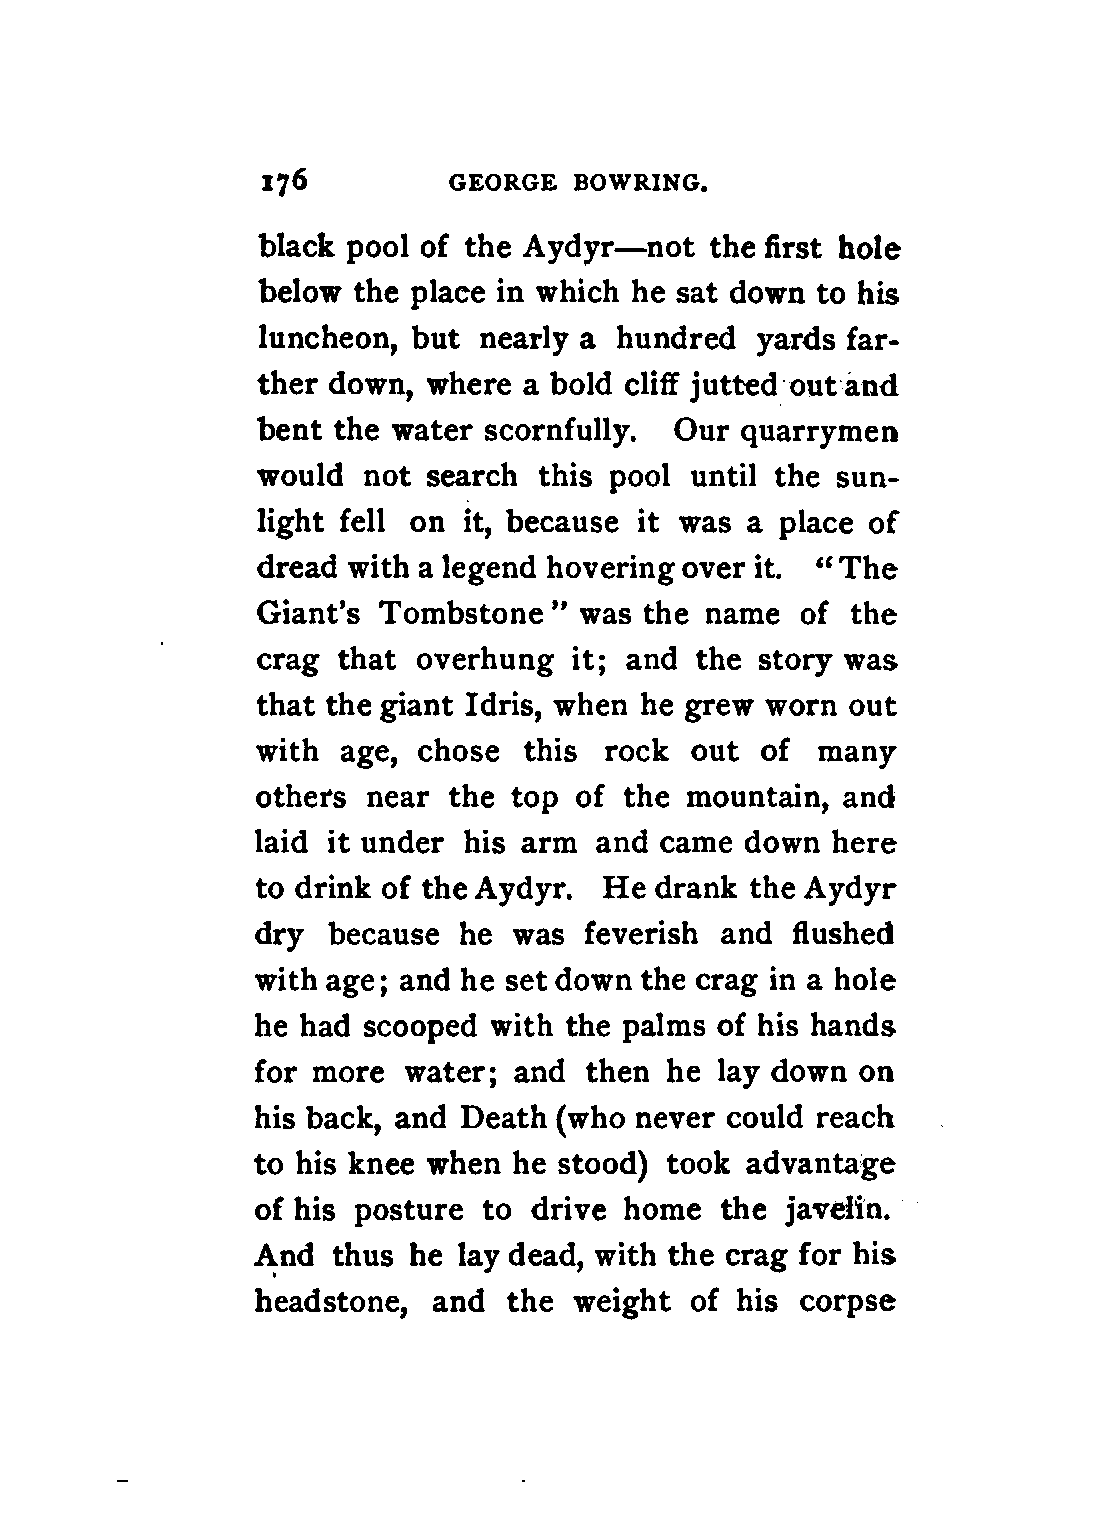 176 GEORGE BOWRING.
black pool of the Aydyr—not the first hole
below the place in which he sat down to his
luncheon, but nearly a hundred yards far-
ther down, where a bold cliff jutted out and
bent the water scornfully. Our quarrymen
would not search this pool until the sun-
light fell on it, because it was a place of
dread with a legend hovering over it. “The
Giant's Tombstone” was the name of the
crag that overhung it; and the story was
that the giant Idris, when he grew worn out
with age, chose this rock out of many
others near the top of the mountain, and
laid it under his arm and came down here
to drink of the Aydyr. He drank the Aydyr
dry because he was feverish and flushed
with age; and he set down the crag in a hole
he had scooped with the palms of his hands
for more water; and then he lay down on
his back, and Death (who never could reach
to his knee when he stood) took advantage
of his posture to drive home the javelin.
And thus he lay dead, with the crag for his
headstone, and the weight of his corpse